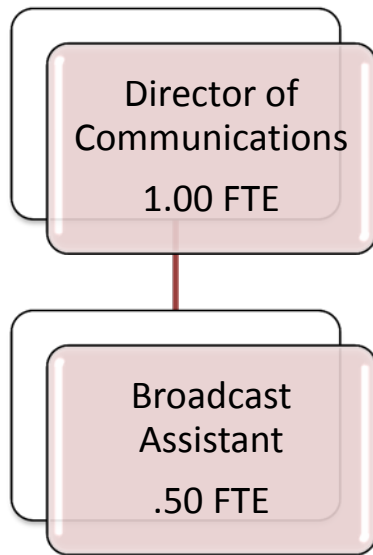 Director of
Communications
1.00 FTE
Broadcast
Assistant
.50 FTE